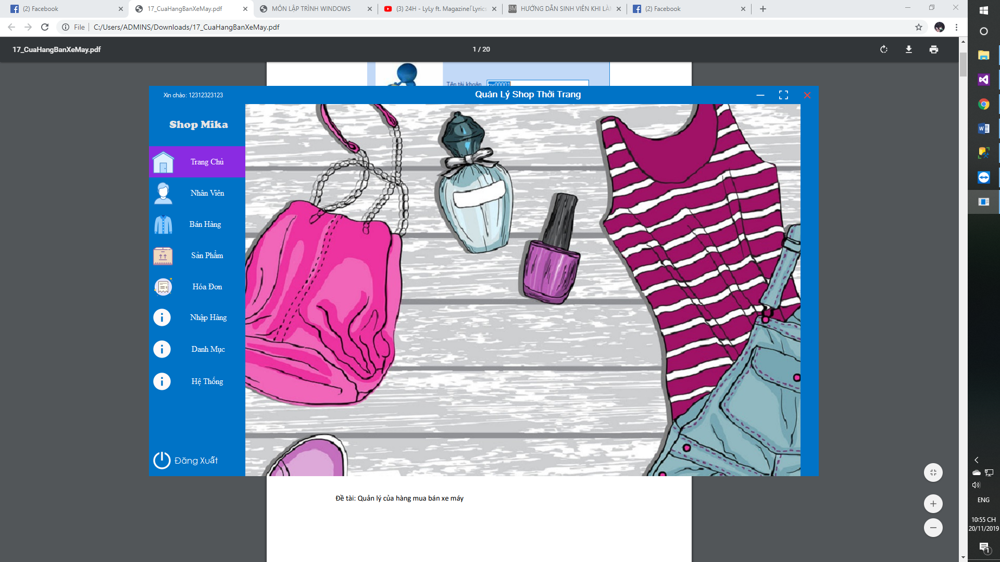 (2) Facebook
17_CuaHangBanXeMay.pdf
MÔN LẬP TRÌNH WINDOWS
(3) 24H - LyLy ft. Magazine「Lyrics
HƯỚNG DẪN SINH VIÊN KHI LÀ
(2) Facebook
File
C:/Users/ADMINS/Downloads/17_CuaHangBanXeMay.pdf
17_CuaHangBanXeMay.pdf
1 / 20
Tên tài khoản
nv00001
Xin chào: 12312323123
Quản Lý Shop Thời Trang
Shop Mika
Trang Chủ
Nhân Viên
Bán Hàng
Sản Phẩm
Hóa Đơn
Nhập Hàng
Danh Mục
Hệ Thống
Đăng Xuất
Đề tài: Quản lý của hàng mua bán xe máy
ENG
10:55 CH
20/11/2019
1